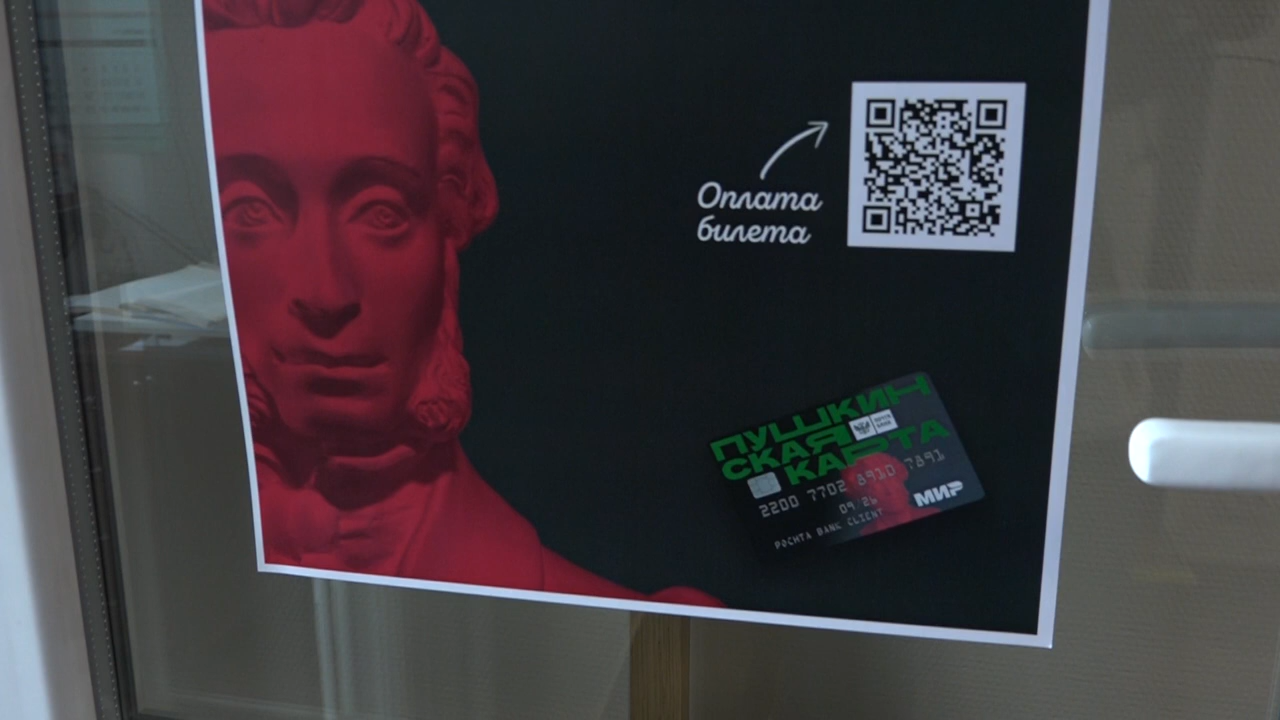 Оплата
билета
ПУШКИН
СКАЯ
КАРТА
2200 7702 8910 7891
09 26
POCHTA BANK CLIENT
МИР